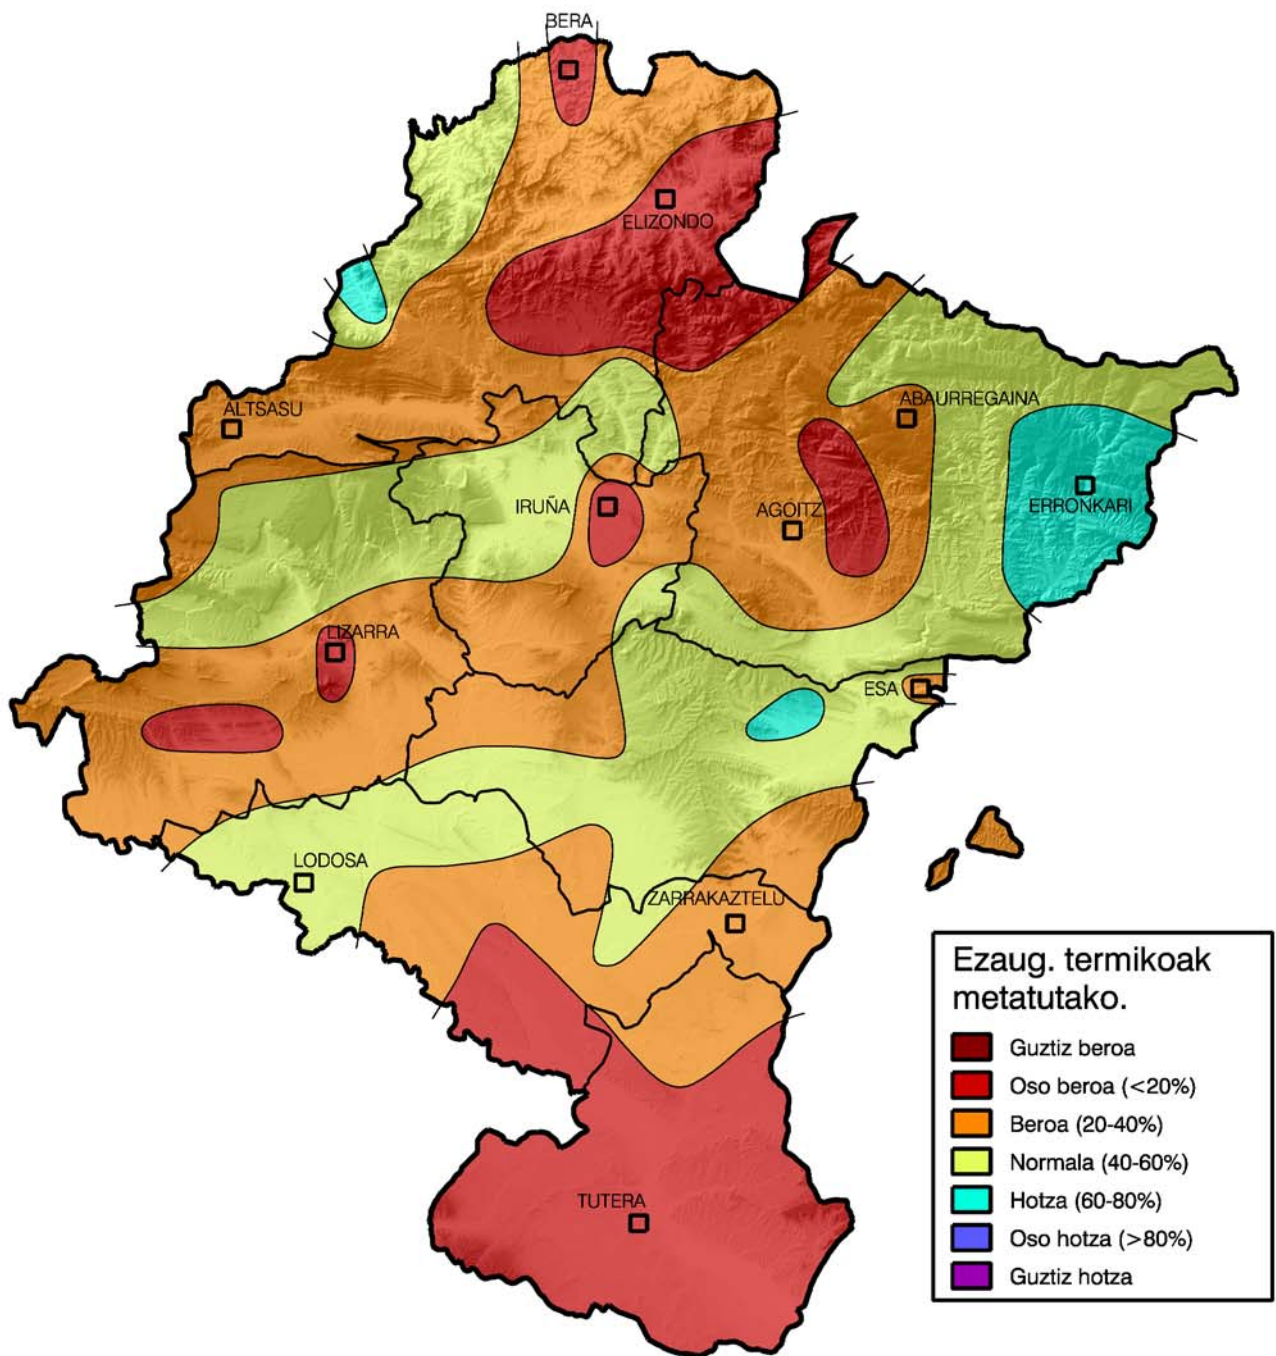 BERA
ELIZONDO
ALTSASU
ABAURREGAINA
IRUÑA
AGOITZ
ERRONKARI
LIZARRA
ESA
LODOSA
ZARRAKAZTELU
TUTERA
Ezaug. termikoak
metatutako.
Guztiz beroa
Oso beroa (<20%)
Beroa (20-40%)
Normala (40-60%)
Hotza (60-80%)
Oso hotza (>80%)
Guztiz hotza